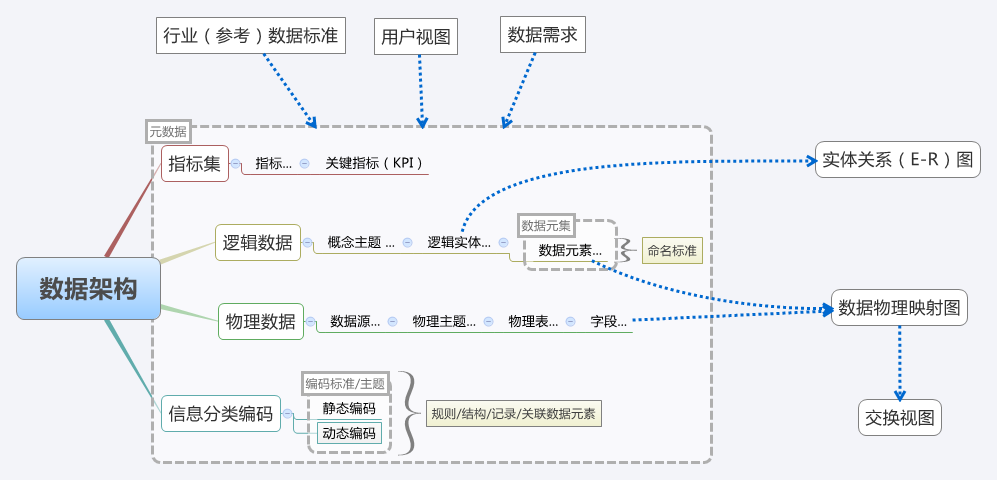 行业（参考）数据标准
用户视图
数据需求
元数据
指标集
指标...
关键指标（KPI）
实体关系（E-R）图
逻辑数据
概念主题 ...
逻辑实体...
数据元集
数据元素...
命名标准
数据架构
物理数据
数据源...
物理主题...
物理表...
字段...
数据物理映射图
编码标准/主题
信息分类编码
静态编码
动态编码
规则/结构/记录/关联数据元素
交换视图